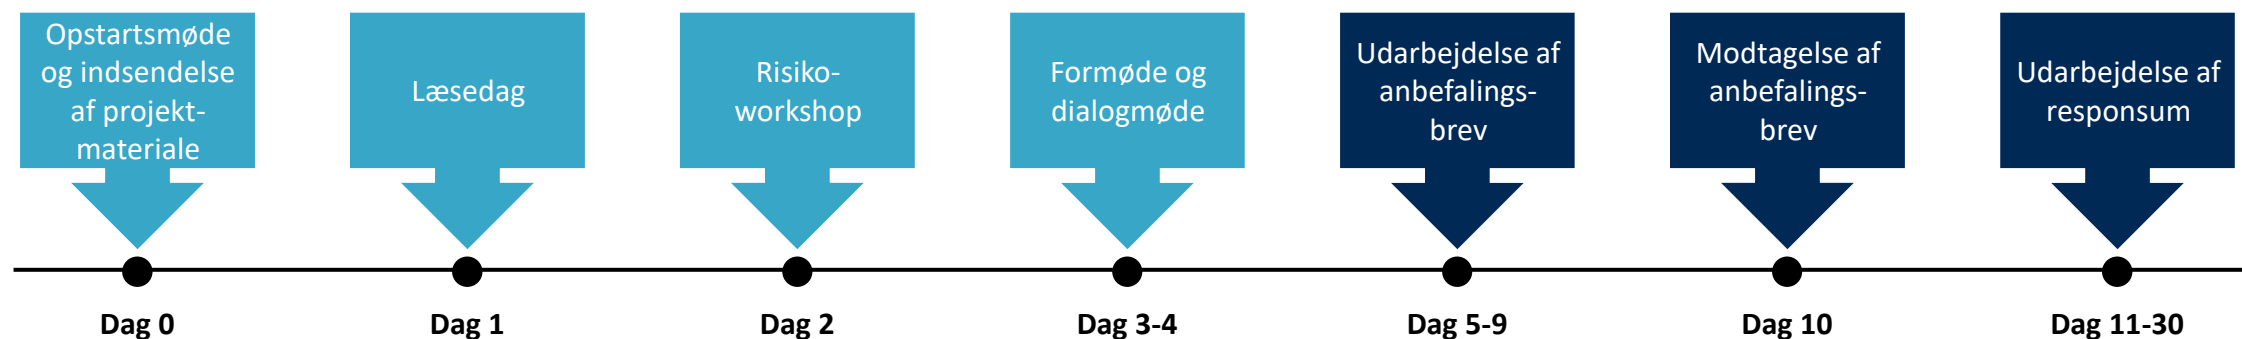 Opstartsmøde
og indsendelse
af projekt-
materiale
Læsedag
Risiko-
workshop
Formøde og
dialogmøde
Udarbejdelse af
anbefalings-
brev
Modtagelse af
anbefalings-
brev
Udarbejdelse af
responsum
Dag 0
Dag 1
Dag 2
Dag 3-4
Dag 5-9
Dag 10
Dag 11-30